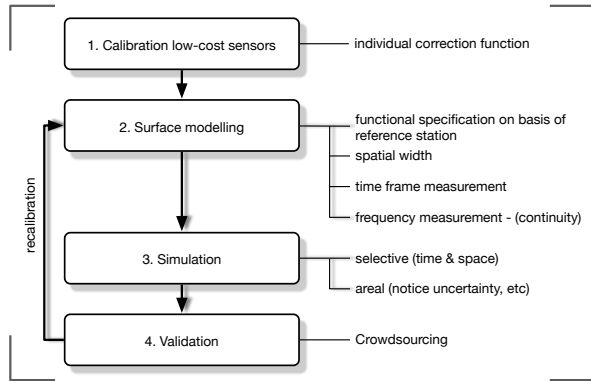 1. Calibration low-cost sensors
individual correction function
2. Surface modelling
functional specification on basis of
reference station
spatial width
time frame measurement
frequency measurement - (continuity)
recalibration
3. Simulation
selective (time & space)
areal (notice uncertainty, etc)
4. Validation
Crowdsourcing